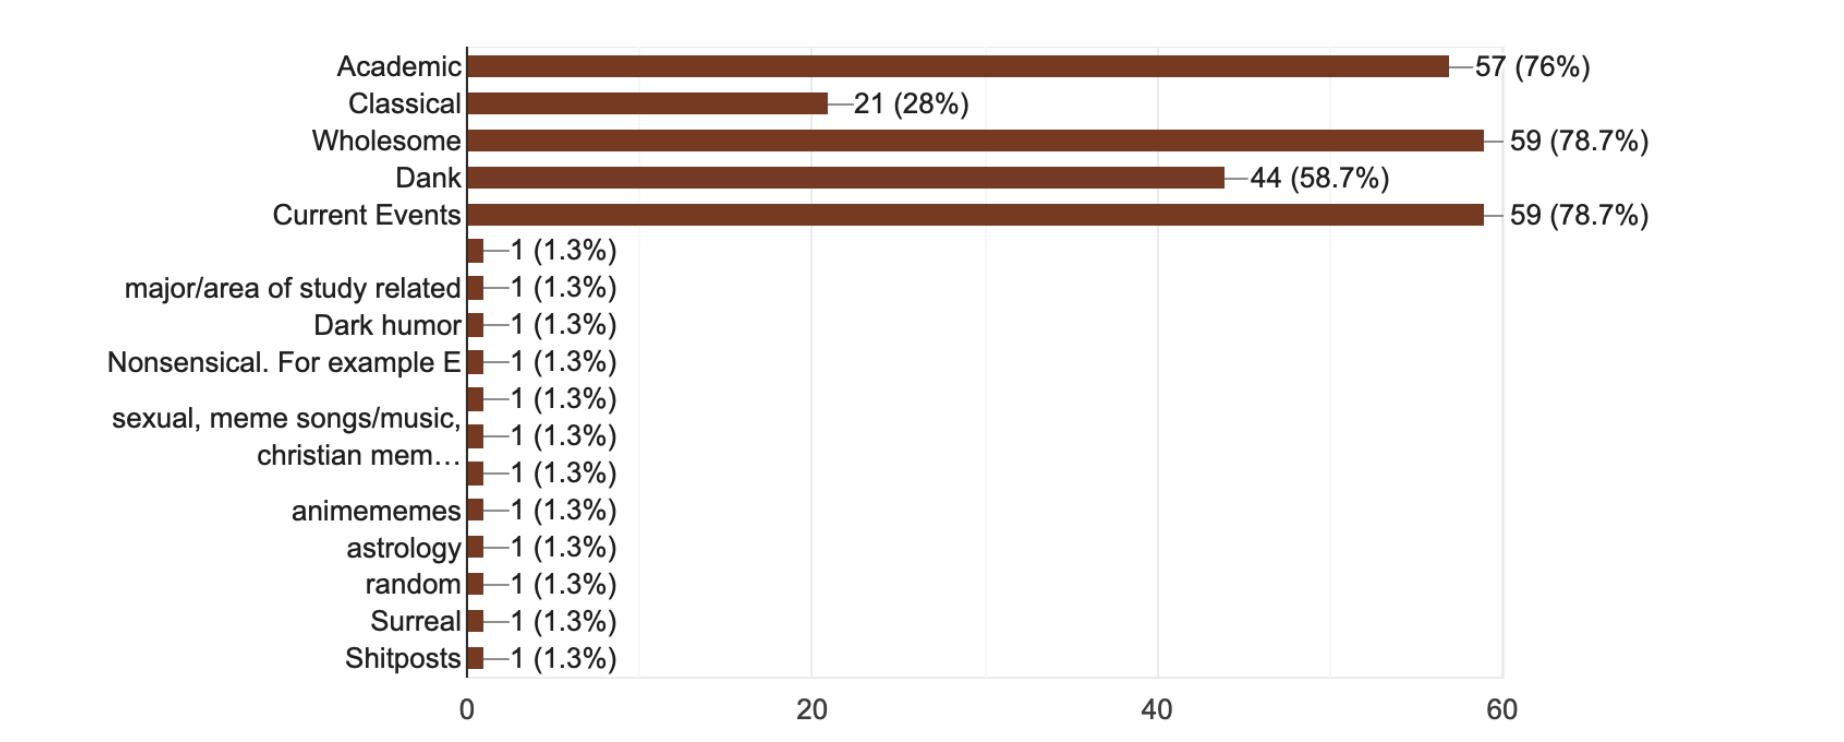 Academic 57 (76%)
Classical 21 (28%)
Wholesome 59 (78.7%)
Dank 44 (58.7%)
Current Events 59 (78.7%)
1 (1.3%)
major/area of study related 1 (1.3%)
Dark humor 1 (1.3%)
Nonsensical. For example E 1 (1.3%)
1 (1.3%)
sexual, meme songs/music,
1 (1.3%)
christian mem…
1 (1.3%)
animememes 1 (1.3%)
astrology 1 (1.3%)
random 1 (1.3%)
Surreal 1 (1.3%)
Shitposts 1 (1.3%)
0 20 40 60